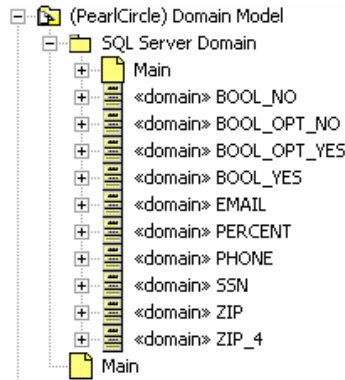 (PearlCircle) Domain Model
SQL Server Domain
Main
«domain» BOOL_NO
«domain» BOOL_OPT_NO
«domain» BOOL_OPT_YES
«domain» BOOL_YES
«domain» EMAIL
«domain» PERCENT
«domain» PHONE
«domain» SSN
«domain» ZIP
«domain» ZIP_4
Main